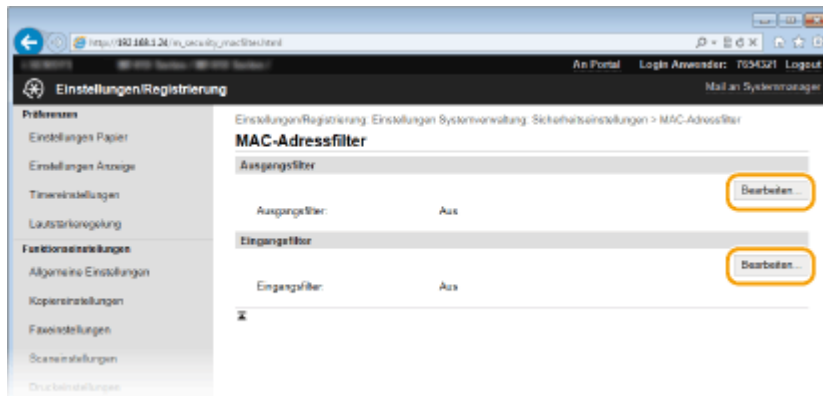 http://192.168.1.24/m_security_macfilter.html
An Portal Login Anwender: 7654321 Logout
Einstellungen/Registrierung
Mail an Systemmanager
Präferenzen
Einstellungen Papier
Einstellungen Anzeige
Timereinstellungen
Lautstärkeregelung
Funktionseinstellungen
Allgemeine Einstellungen
Kopiereinstellungen
Faxeinstellungen
Scaneinstellungen
Druckeinstellungen
Einstellungen/Registrierung: Einstellungen Systemverwaltung: Sicherheitseinstellungen > MAC-Adressfilter
MAC-Adressfilter
Ausgangsfilter
Bearbeiten...
Ausgangsfilter: Aus
Eingangsfilter
Bearbeiten...
Eingangsfilter: Aus